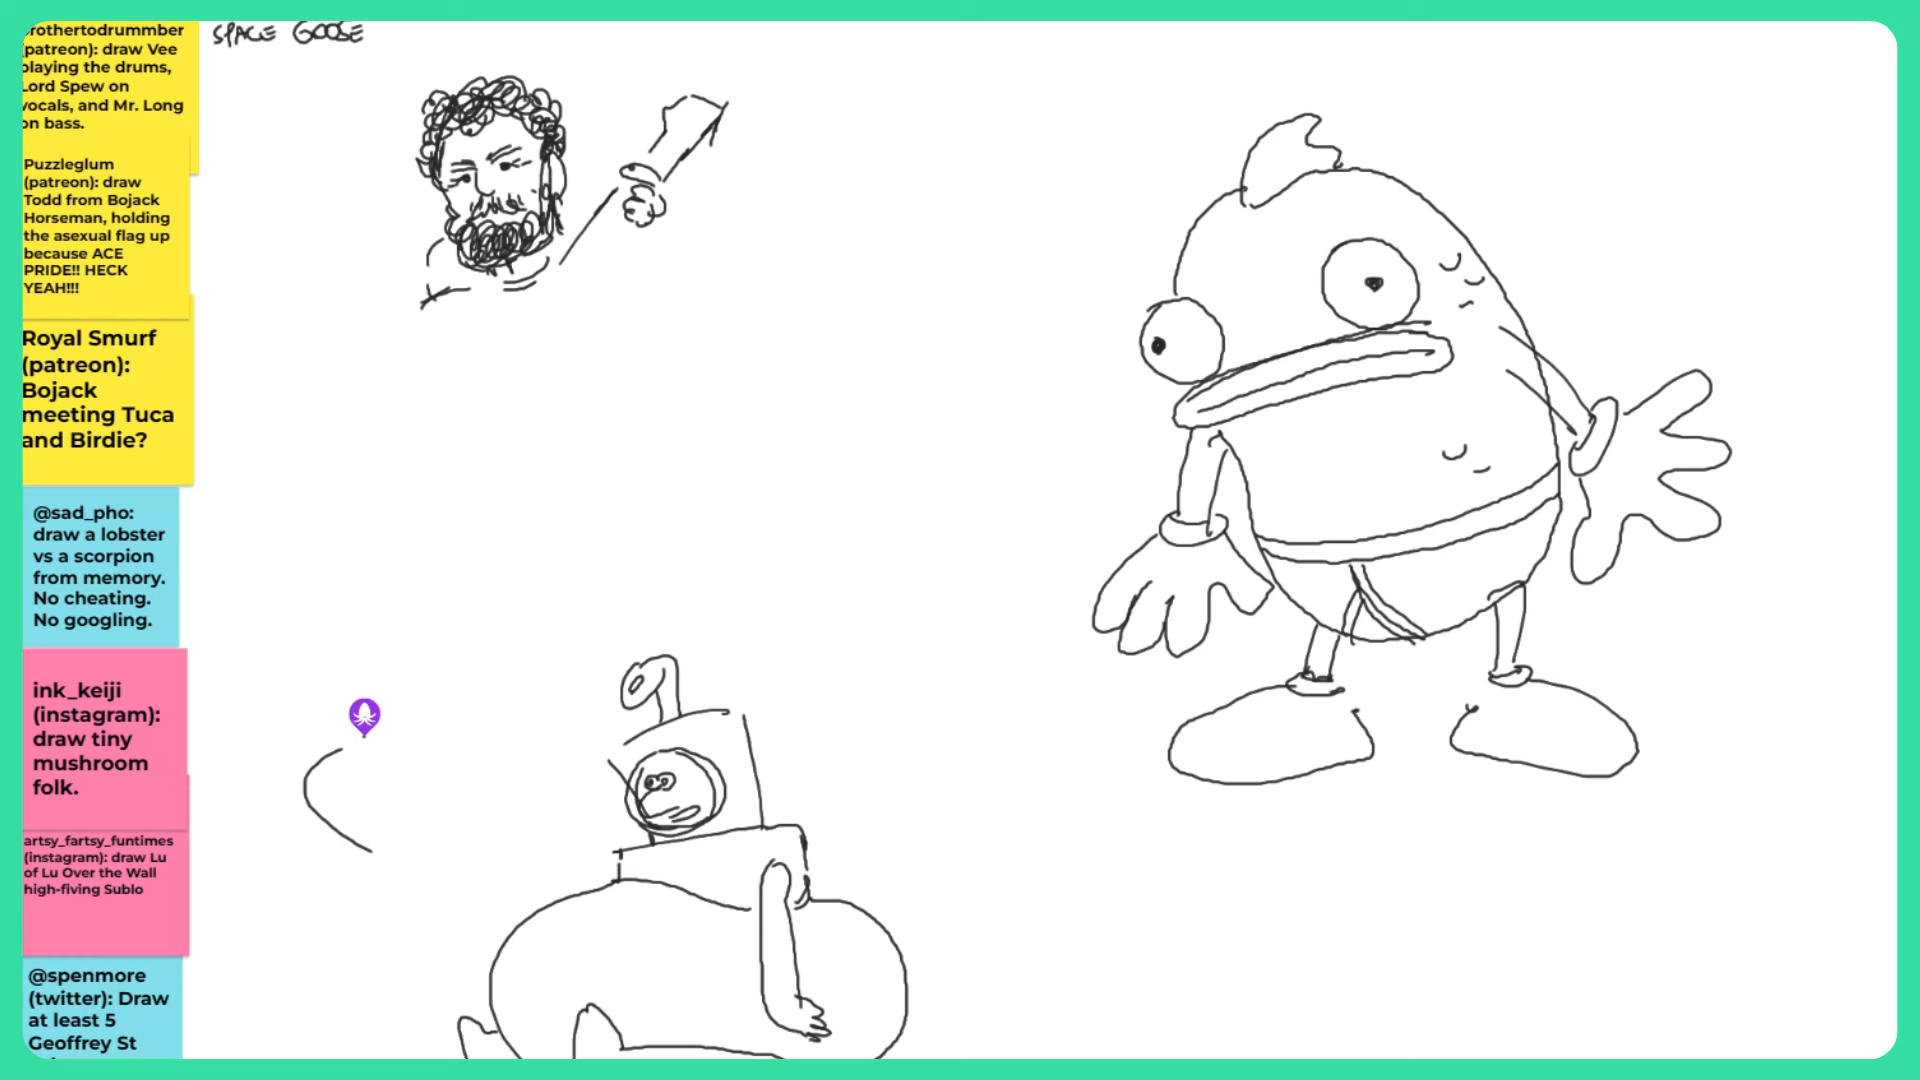 SPACE GOOSE
rothertodrummber
(patreon): draw Vee
playing the drums,
Lord Spew on
vocals, and Mr. Long
on bass.
Puzzleglum
(patreon): draw
Todd from Bojack
Horseman, holding
the asexual flag up
because ACE
PRIDE!! HECK
YEAH!!!
Royal Smurf
(patreon):
Bojack
meeting Tuca
and Birdie?
@sad_pho:
draw a lobster
vs a scorpion
from memory.
No cheating.
No googling.
ink_keiji
(instagram):
draw tiny
mushroom
folk.
artsy_fartsy_funtimes
(instagram): draw Lu
of Lu Over the Wall
high-fiving Sublo
@spenmore
(twitter): Draw
at least 5
Geoffrey St